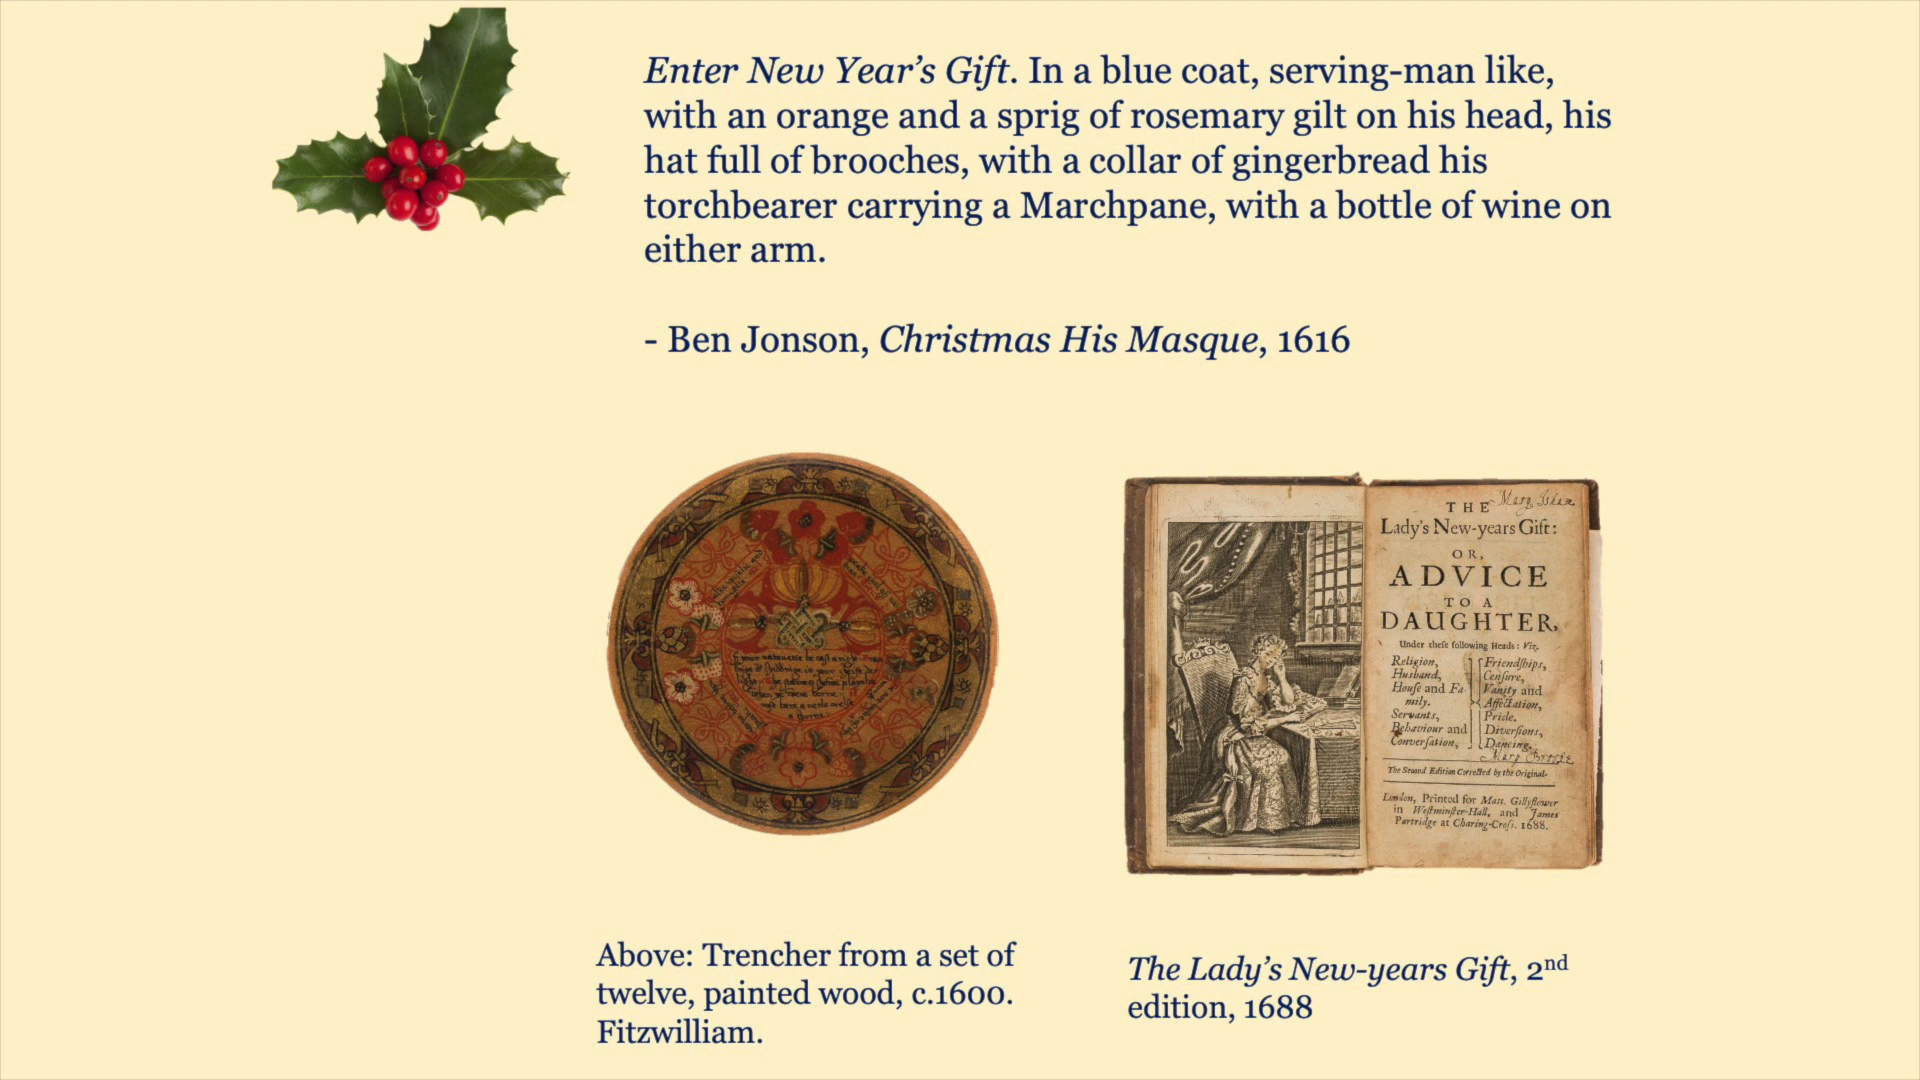 Enter New Year’s Gift. In a blue coat, serving-man like,
with an orange and a sprig of rosemary gilt on his head, his
hat full of brooches, with a collar of gingerbread his
torchbearer carrying a Marchpane, with a bottle of wine on
either arm.
- Ben Jonson, Christmas His Masque, 1616
THE
Mary Isham
Lady's New-years Gift:
OR,
ADVICE
TO A
DAUGHTER,
Under theſe following Heads: Viz.
Religion,
Husband,
Houſe and Fa-
mily.
Servants,
Behaviour and
Converſation,
Friendſhips,
Cenſure,
Vanity and
Affectation,
Pride.
Diverſions,
Dancing.
Mary
The Second Edition Corrected by the Original.
London, Printed for Matt. Gillyflower
in Weſtminſter-Hall, and James
Partridge at Charing-Croſs. 1688.
Above: Trencher from a set of
twelve, painted wood, c.1600.
Fitzwilliam.
The Lady’s New-years Gift, 2nd
edition, 1688